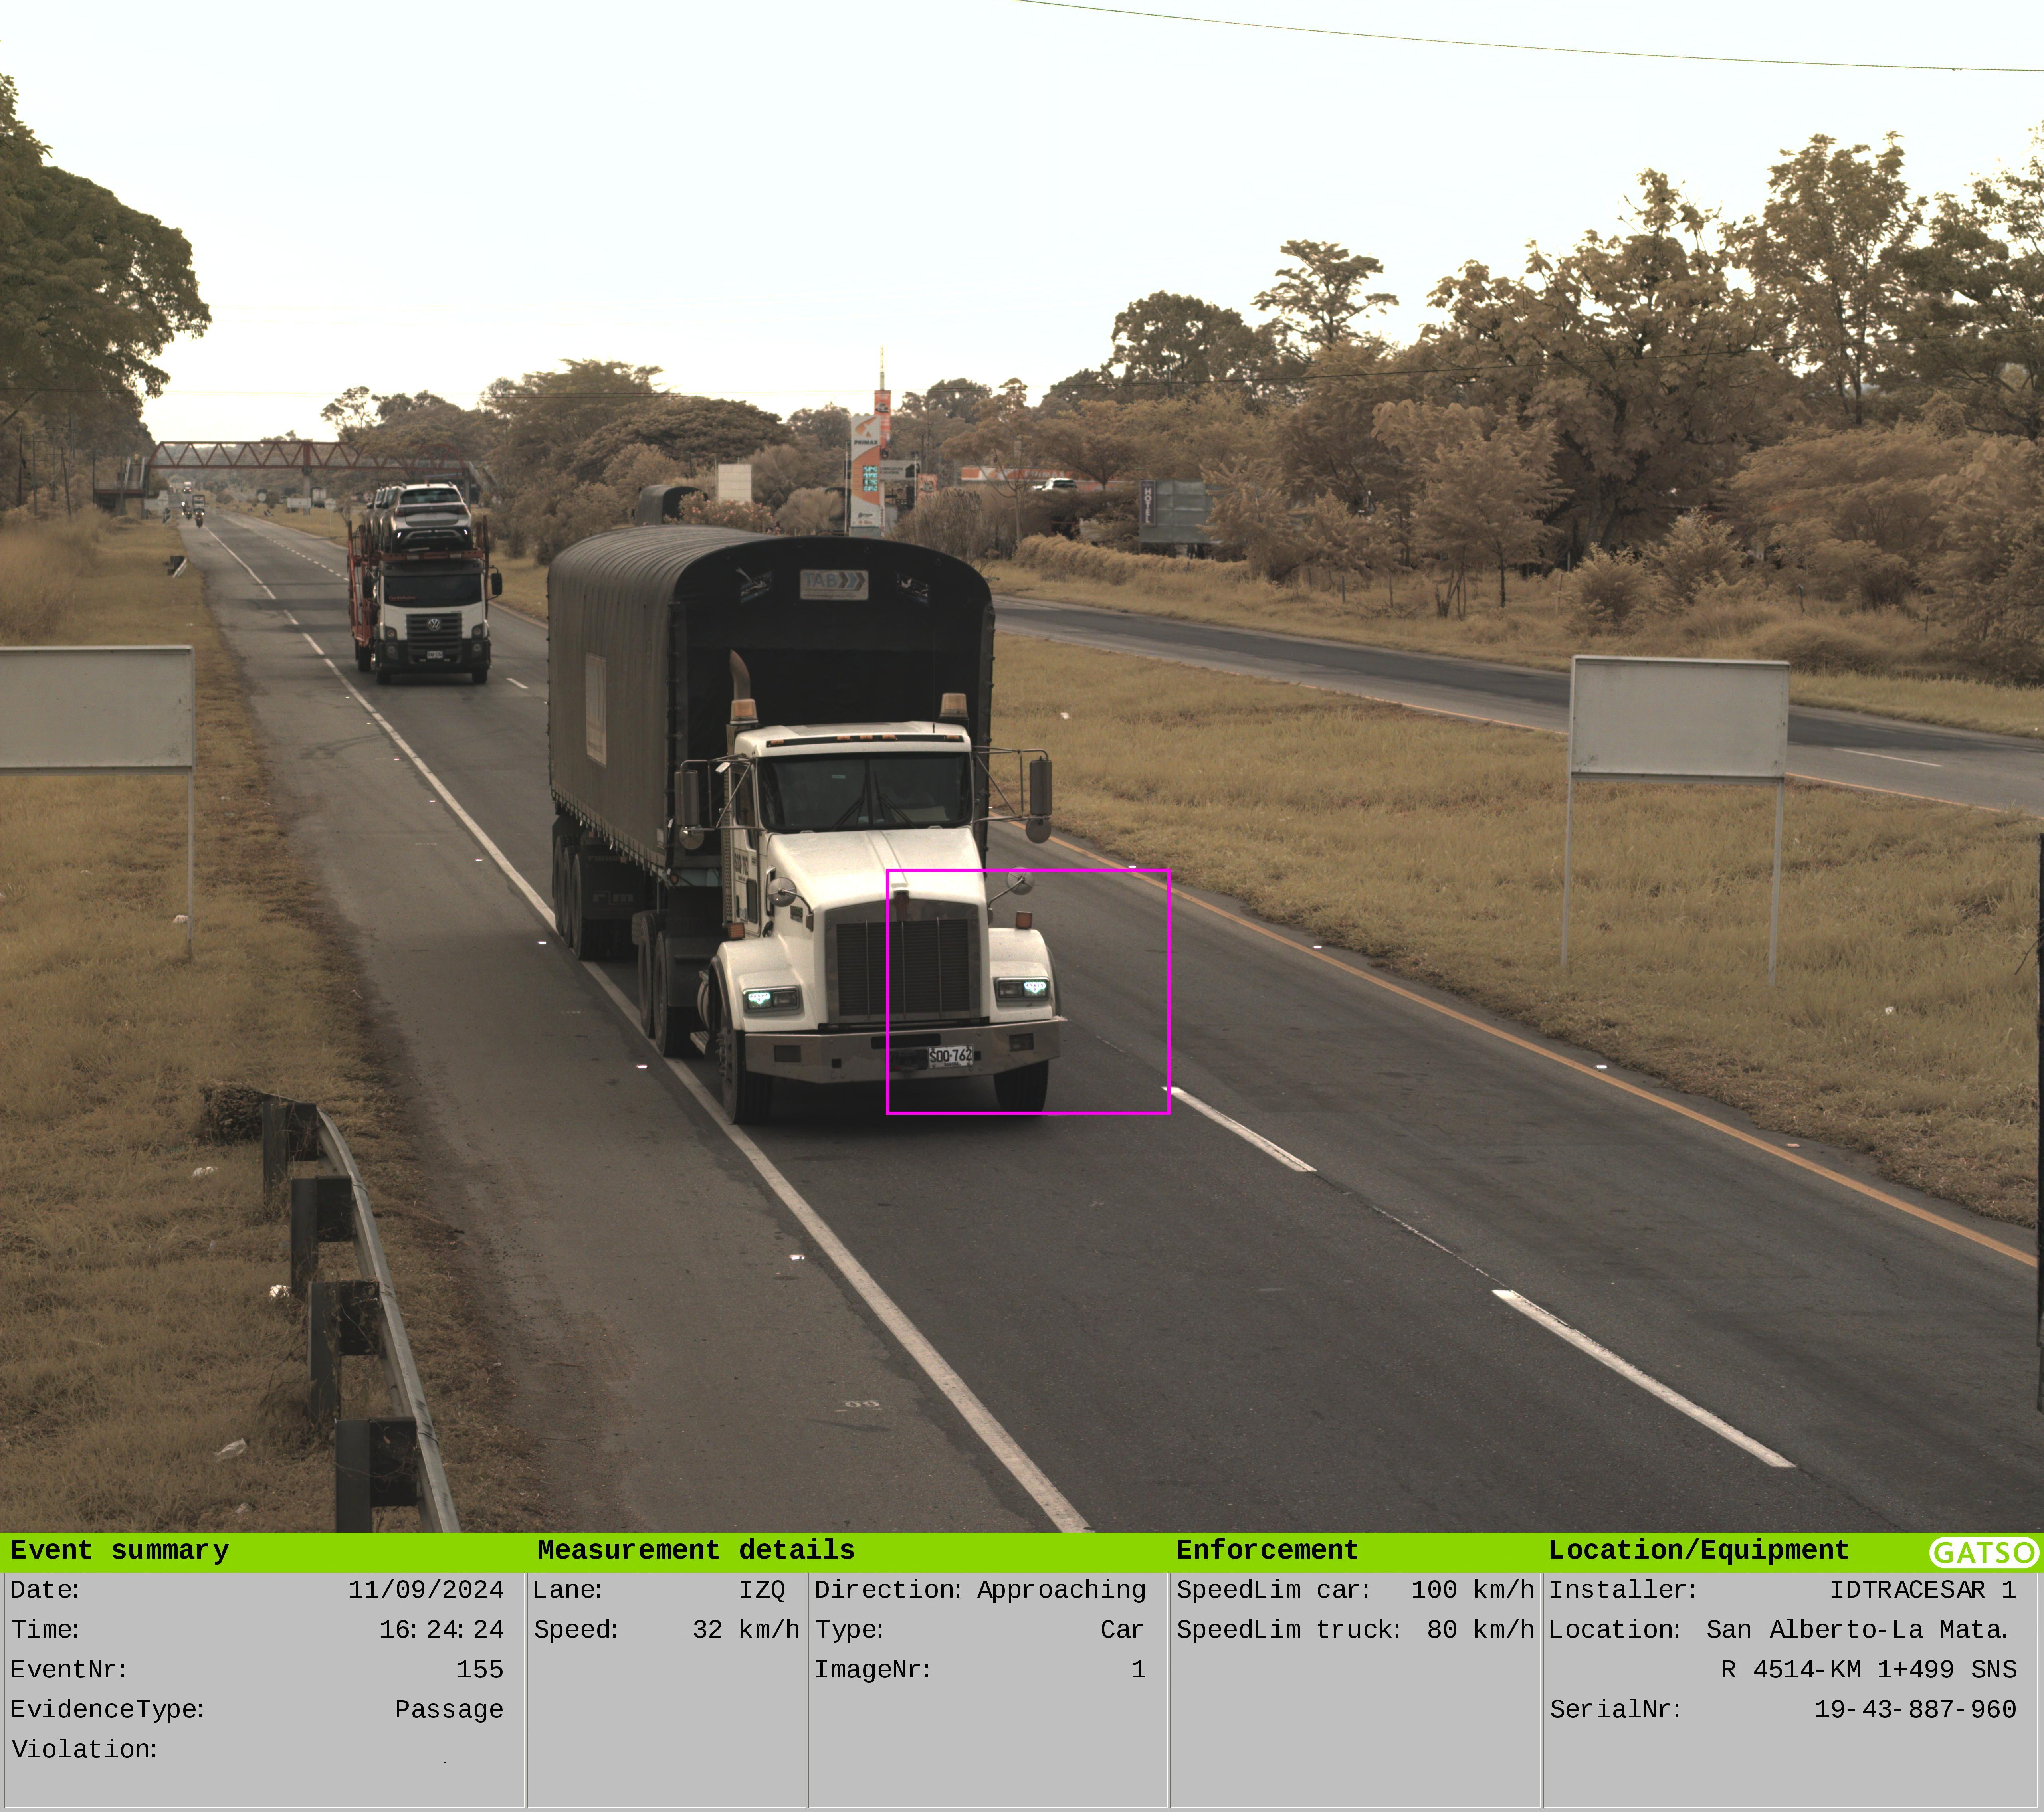 PRIMAX
HOTEL
TAB
SOO-762
Event summary
Date: 11/09/2024
Time: 16:24:24
EventNr: 155
EvidenceType: Passage
Violation:
Measurement details
Lane: IZQ
Speed: 32 km/h
Direction: Approaching
Type: Car
ImageNr: 1
Enforcement
SpeedLim car: 100 km/h
SpeedLim truck: 80 km/h
Location/Equipment
GATSO
Installer: IDTRACESAR 1
Location: San Alberto-La Mata.
R 4514-KM 1+499 SNS
SerialNr: 19-43-887-960